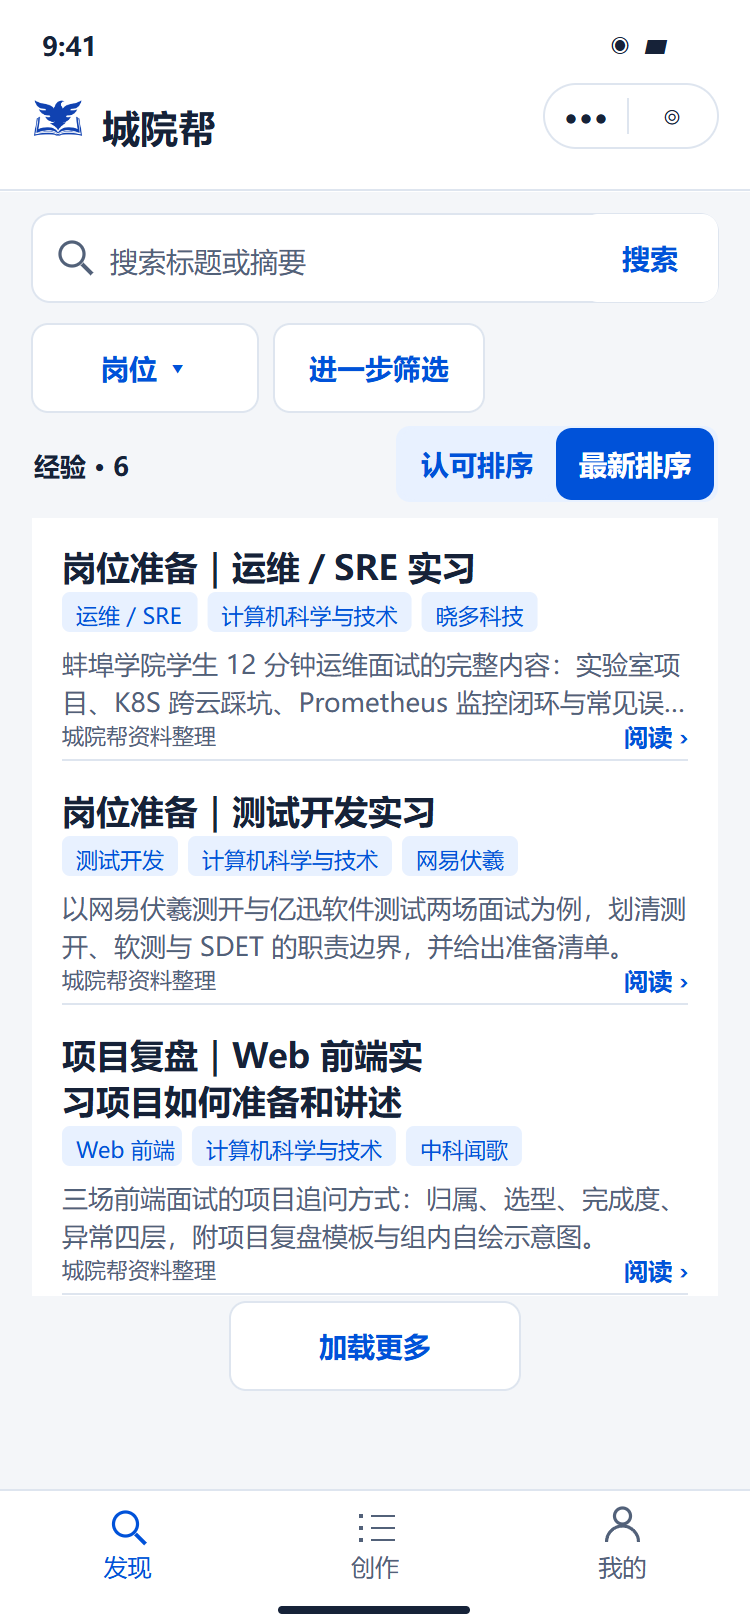 9:41
城院帮
搜索标题或摘要
搜索
岗位 ▼
进一步筛选
经验 • 6
认可排序
最新排序
岗位准备｜运维 / SRE 实习
运维 / SRE
计算机科学与技术
晓多科技
蚌埠学院学生 12 分钟运维面试的完整内容：实验室项
目、K8S 跨云踩坑、Prometheus 监控闭环与常见误...
城院帮资料整理
阅读 ›
岗位准备｜测试开发实习
测试开发
计算机科学与技术
网易伏羲
以网易伏羲测开与亿迅软件测试两场面试为例，划清测
开、软测与 SDET 的职责边界，并给出准备清单。
城院帮资料整理
阅读 ›
项目复盘｜Web 前端实
习项目如何准备和讲述
Web 前端
计算机科学与技术
中科闻歌
三场前端面试的项目追问方式：归属、选型、完成度、
异常四层，附项目复盘模板与组内自绘示意图。
城院帮资料整理
阅读 ›
加载更多
发现
创作
我的